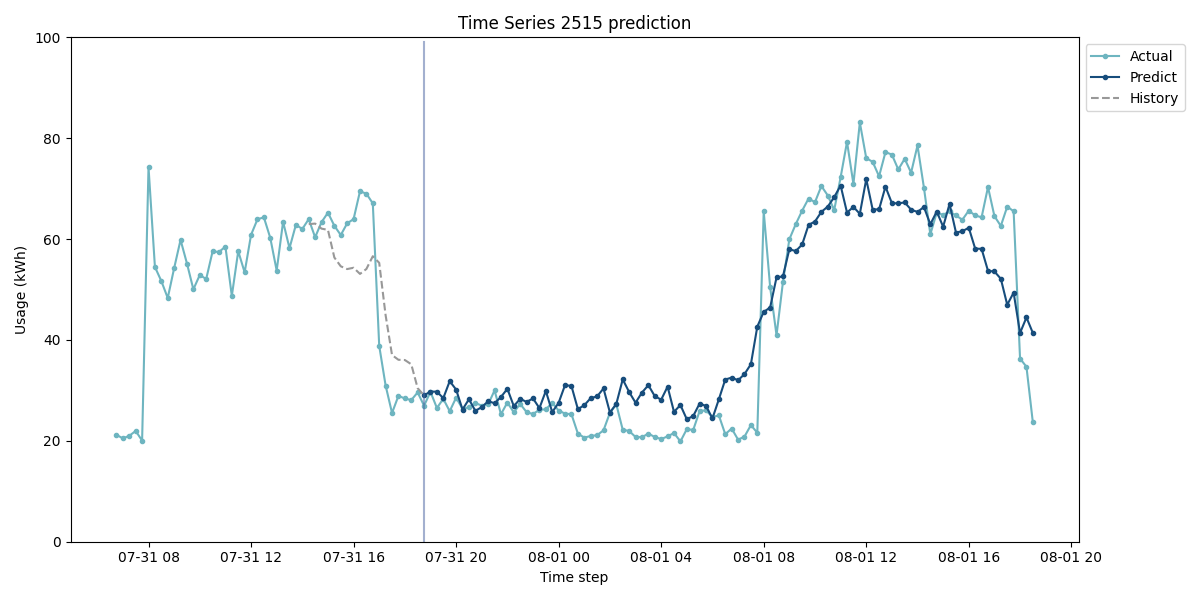 Time Series 2515 prediction
100
80
60
40
20
0
Usage (kWh)
07-31 08
07-31 12
07-31 16
07-31 20
08-01 00
08-01 04
08-01 08
08-01 12
08-01 16
08-01 20
Time step
Actual
Predict
History